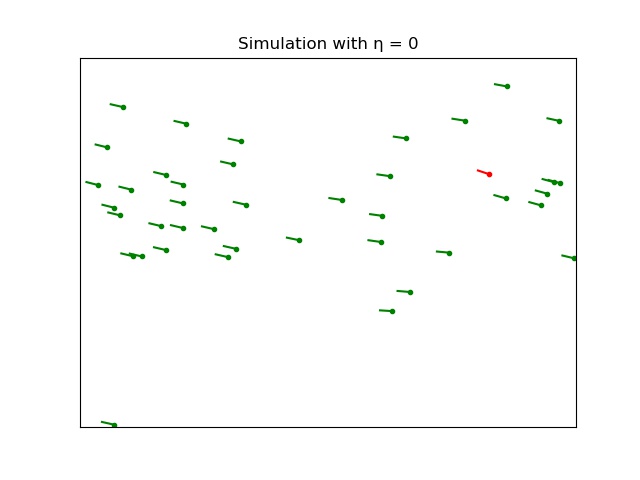 Simulation with η = 0